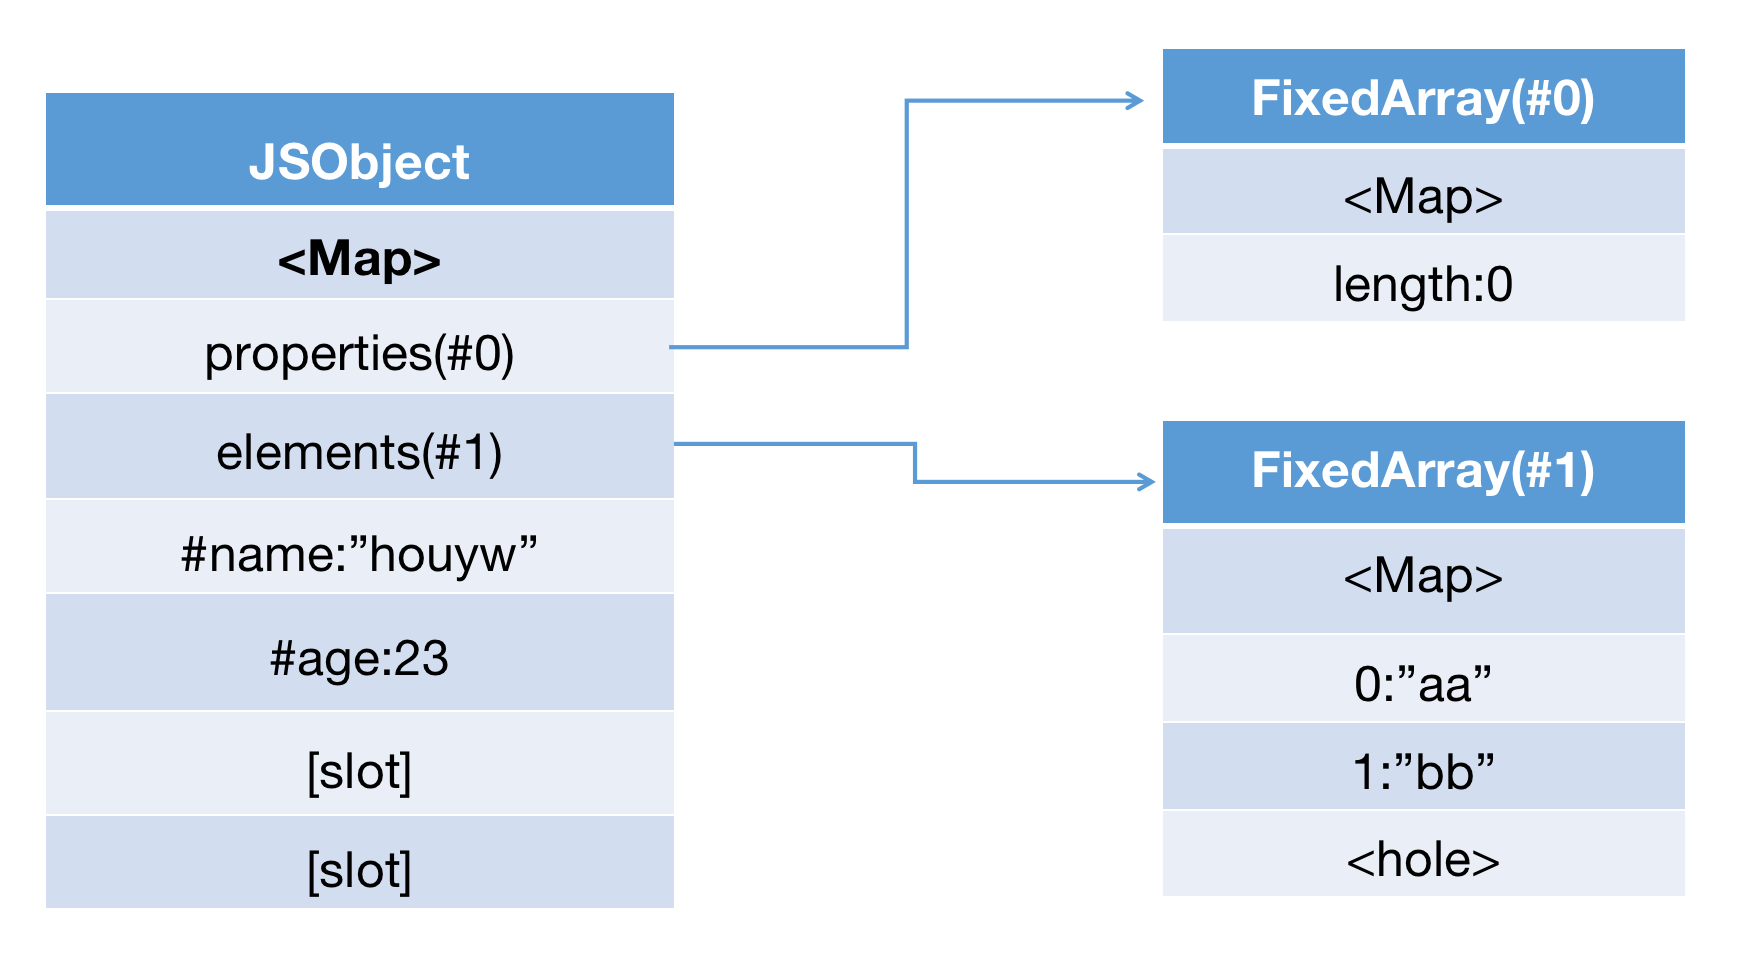 JSObject
<Map>
properties(#0)
elements(#1)
#name:”houyw”
#age:23
[slot]
[slot]
FixedArray(#0)
<Map>
length:0
FixedArray(#1)
<Map>
0:”aa”
1:”bb”
<hole>